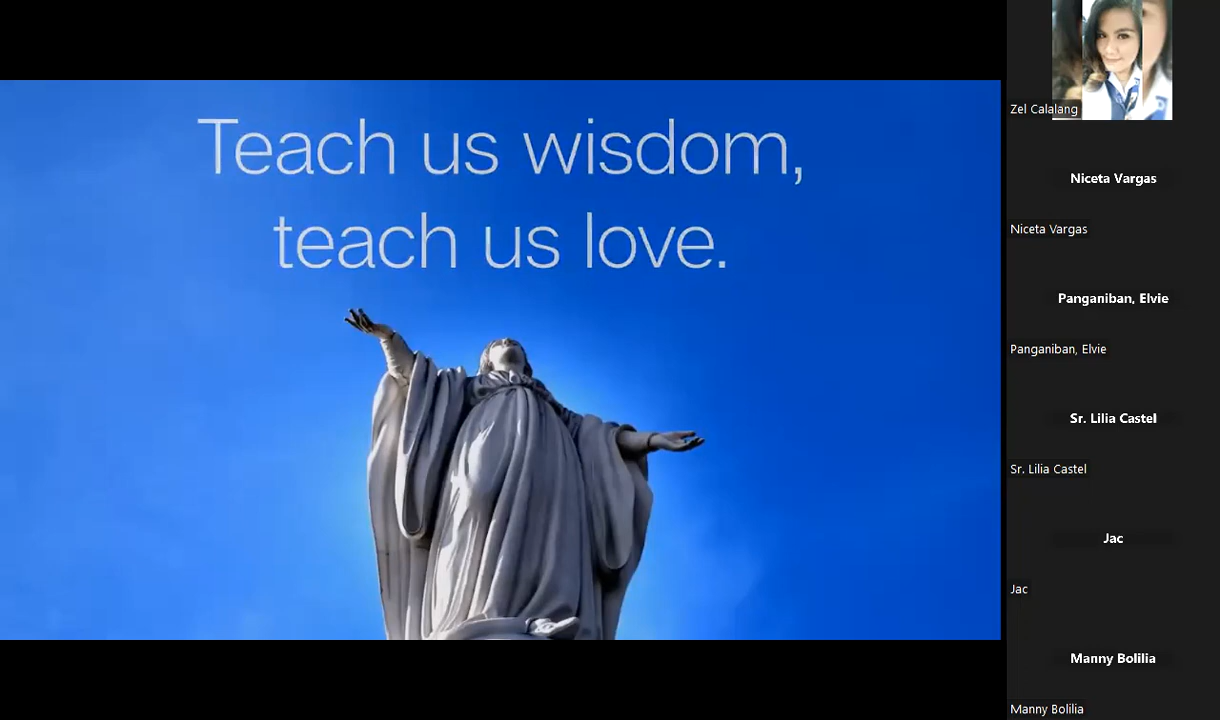 Teach us wisdom,
teach us love.
Zel Calalang
Niceta Vargas
Niceta Vargas
Panganiban, Elvie
Panganiban, Elvie
Sr. Lilia Castel
Sr. Lilia Castel
Jac
Jac
Manny Bolilia
Manny Bolilia